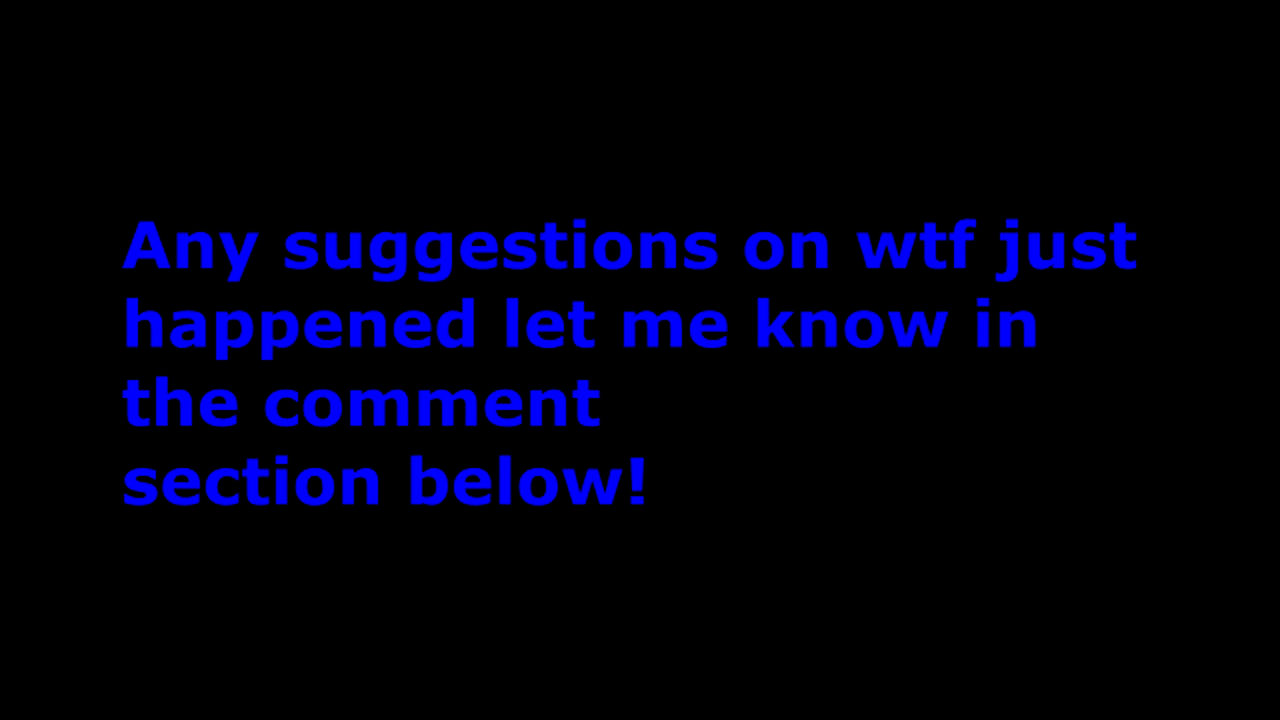 Any suggestions on wtf just
happened let me know in
the comment
section below!